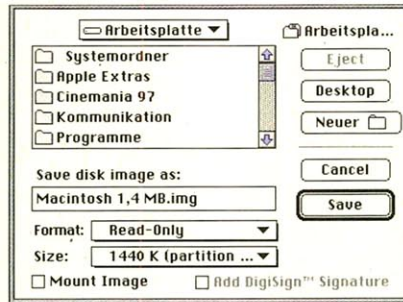 Arbeitsplatte
Arbeitspla...
Systemordner
Apple Extras
Cinemania 97
Kommunikation
Programme
Eject
Desktop
Neuer
Save disk image as:
Macintosh 1,4 MB.img
Cancel
Save
Format: Read-Only
Size: 1440 K (partition ...
Mount Image
Add DigiSign™ Signature